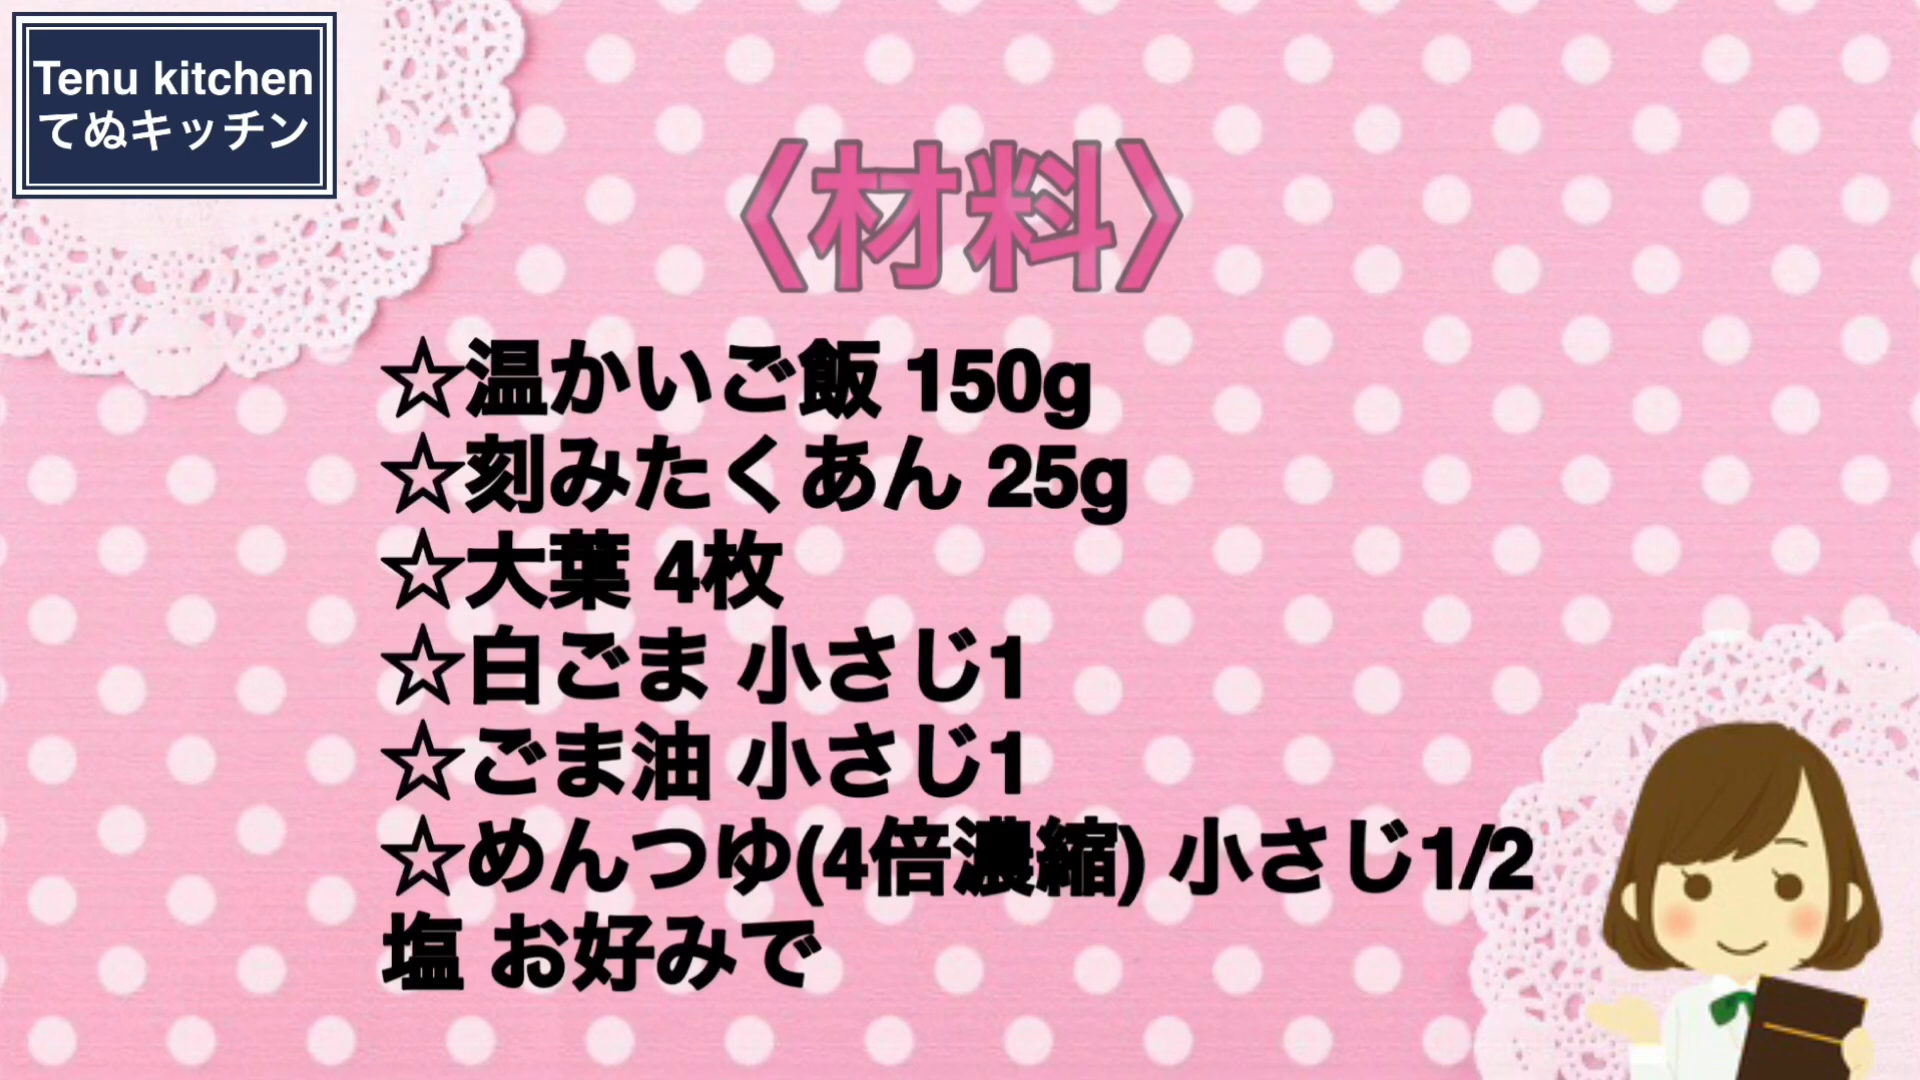 Tenu kitchen
てぬキッチン
〈材料〉
☆温かいご飯 150g
☆刻みたくあん 25g
☆大葉 4枚
☆白ごま 小さじ1
☆ごま油 小さじ1
☆めんつゆ(4倍濃縮) 小さじ1/2
塩 お好みで